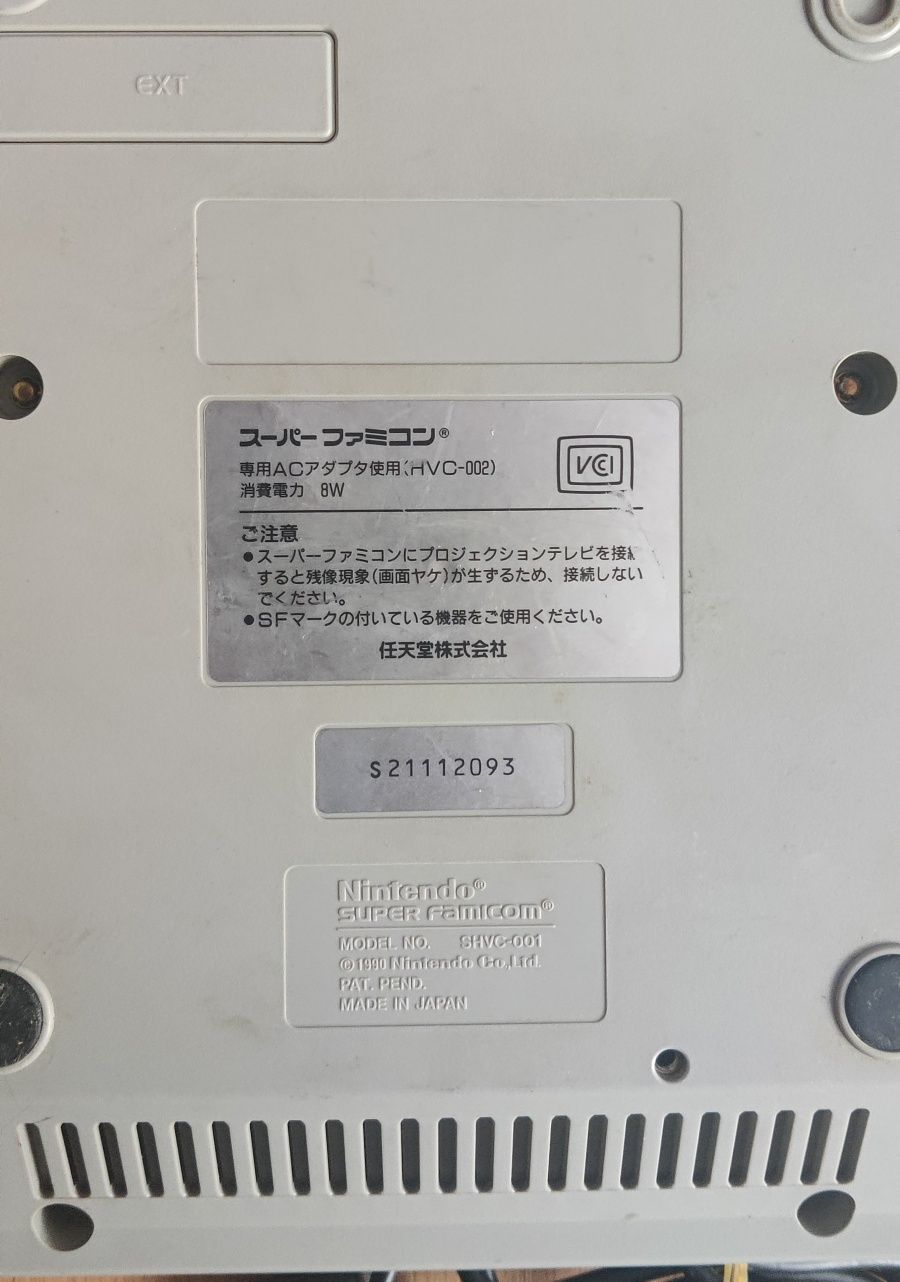 EXT
スーパーファミコン®
専用ACアダプタ使用(HVC-002)
消費電力 8W
VCI
ご注意
●スーパーファミコンにプロジェクションテレビを接続
すると残像現象(画面ヤケ)が生ずるため、接続しない
でください。
●SFマークの付いている機器をご使用ください。
任天堂株式会社
S21112093
Nintendo®
SUPER FAMICOM®
MODEL NO. SHVC-001
©1990 Nintendo Co.,Ltd.
PAT. PEND.
MADE IN JAPAN